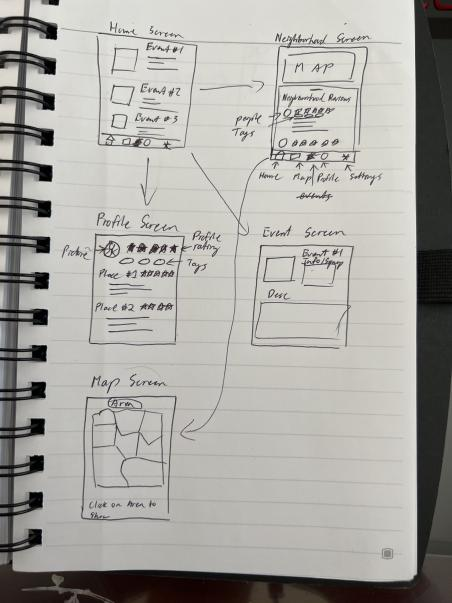 Home Screen
Event #1
Event #2
Event #3
Neighborhood Screen
MAP
Neighborhood Reviews
people
Tags
Home
Map
Profile
Settings
events
Profile Screen
Picture
Profile
rating
Tags
Place #1
Place #2
Event Screen
Event #1
Desc
Map Screen
Area
Click on Area to
Show